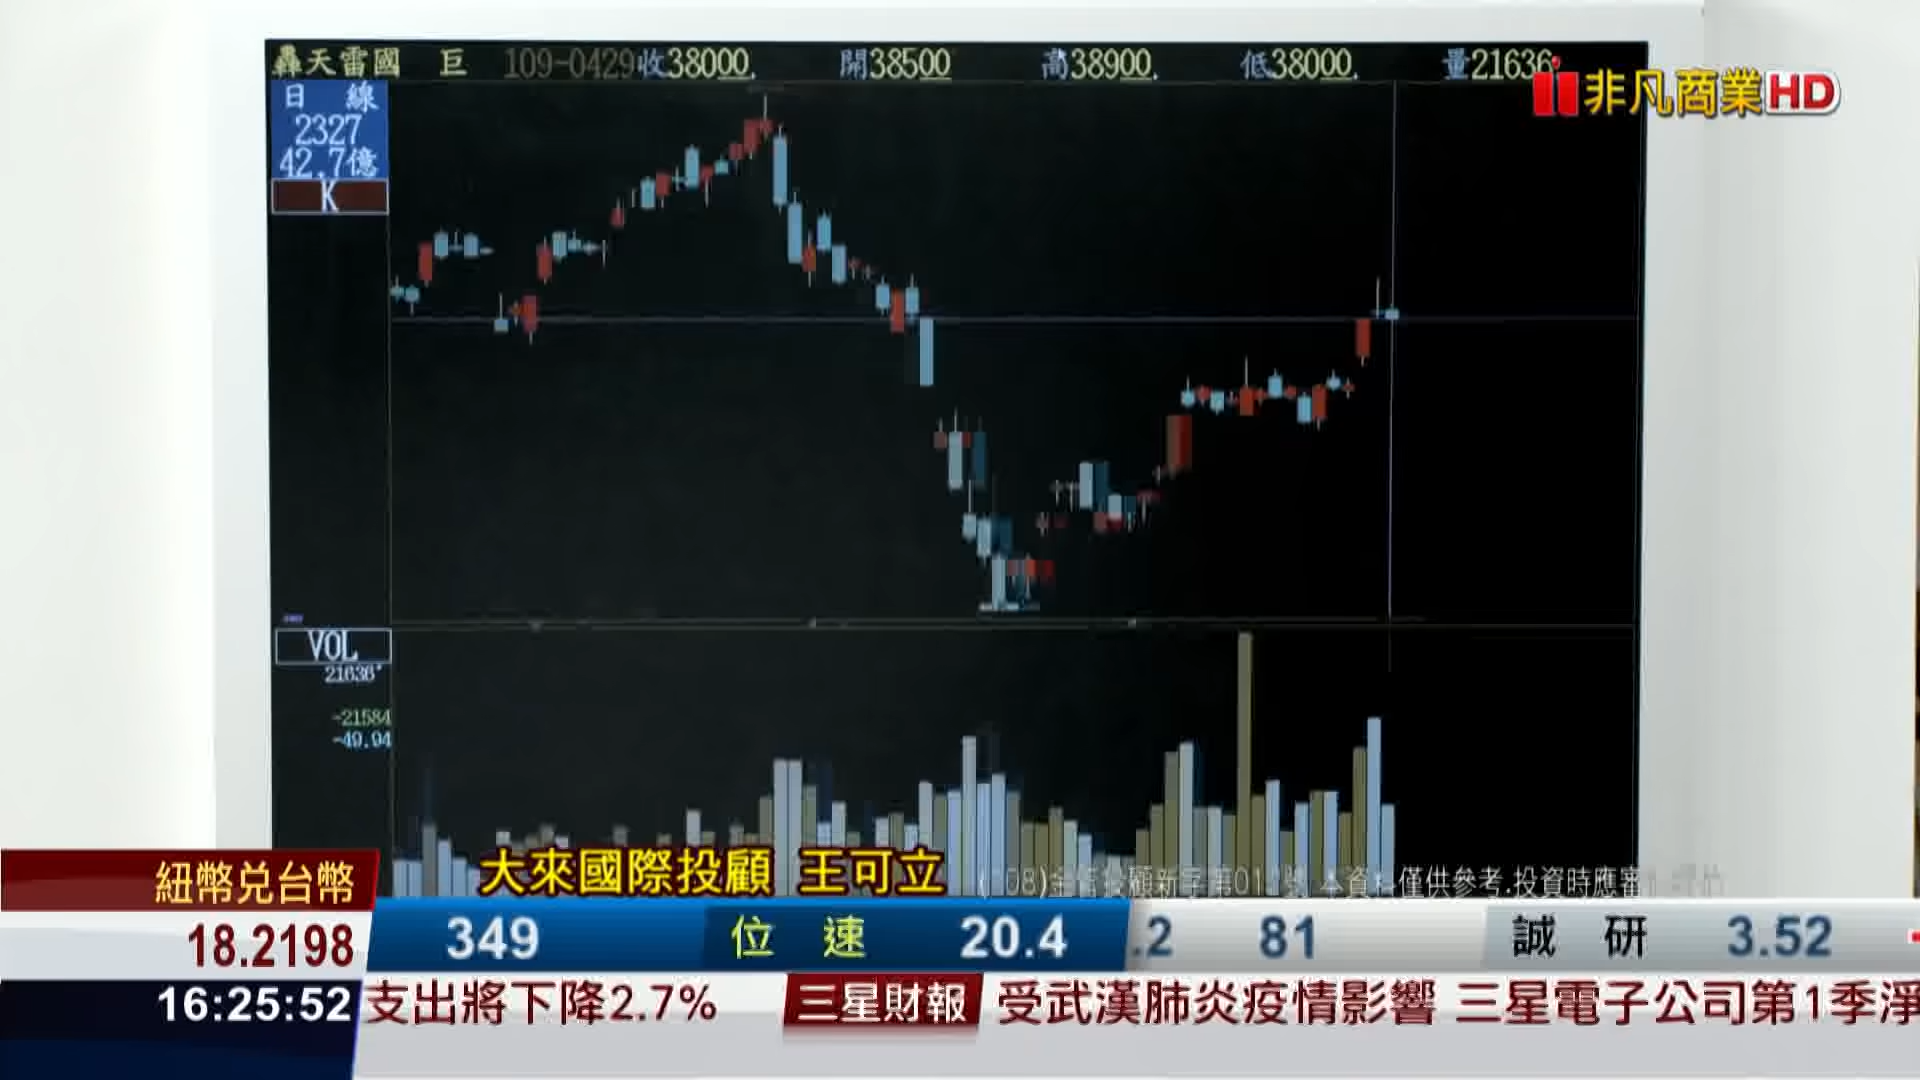 轟天雷國 巨 109-0429 收38000. 開38500 高38900. 低38000. 量21636
非凡商業HD
日 線
2327
42.7億
K
VOL
21636
-21584
-49.94
大來國際投顧 王可立
本資料僅供參考.投資時應審
紐幣兌台幣
18.2198
349 位 速 20.4 .2 81 誠 研 3.52
16:25:52
支出將下降2.7% 三星財報 受武漢肺炎疫情影響 三星電子公司第1季淨